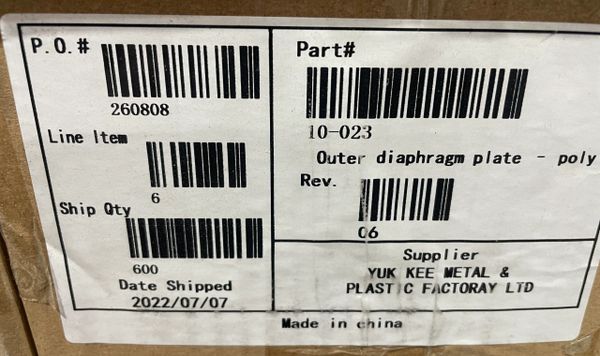 P.O.#
260808
Line Item
6
Ship Qty
600
Date Shipped
2022/07/07
Part#
10-023
Outer diaphragm plate - poly
Rev.
06
Supplier
YUK KEE METAL &
PLASTIC FACTORAY LTD
Made in china